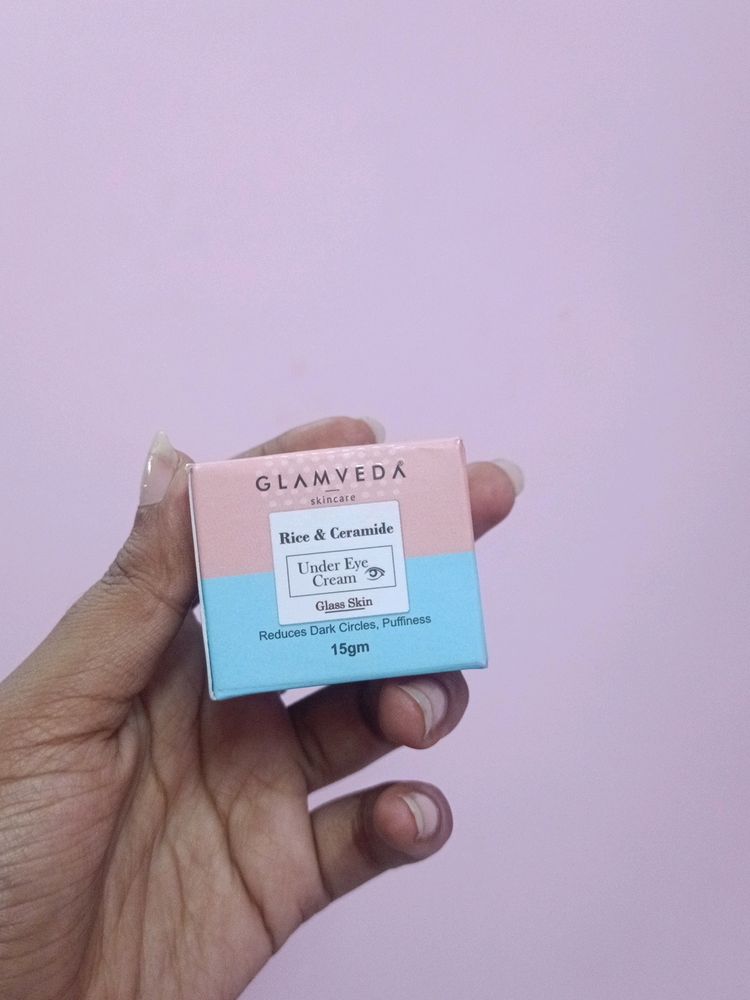 GLAMVEDA®
skincare
Rice & Ceramide
Under Eye
Cream
Glass Skin
Reduces Dark Circles, Puffiness
15gm